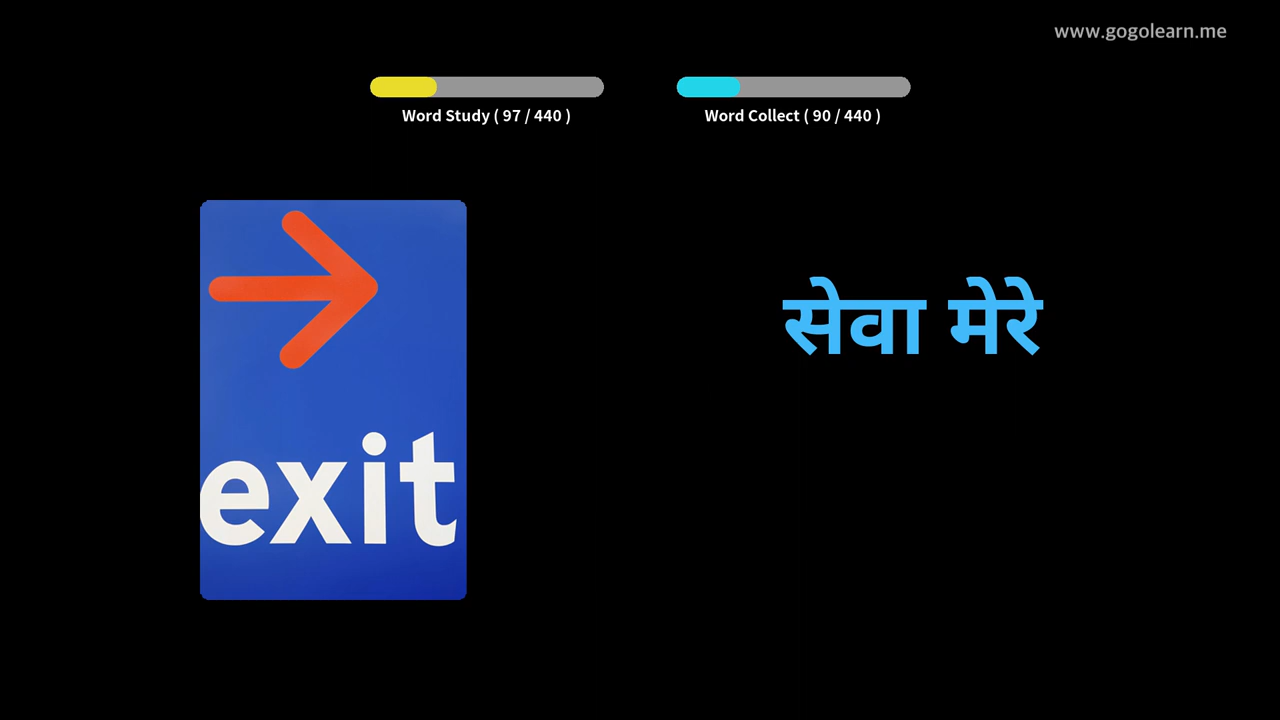 www.gogolearn.me
Word Study ( 97 / 440 )
Word Collect ( 90 / 440 )
सेवा मेरे
exit